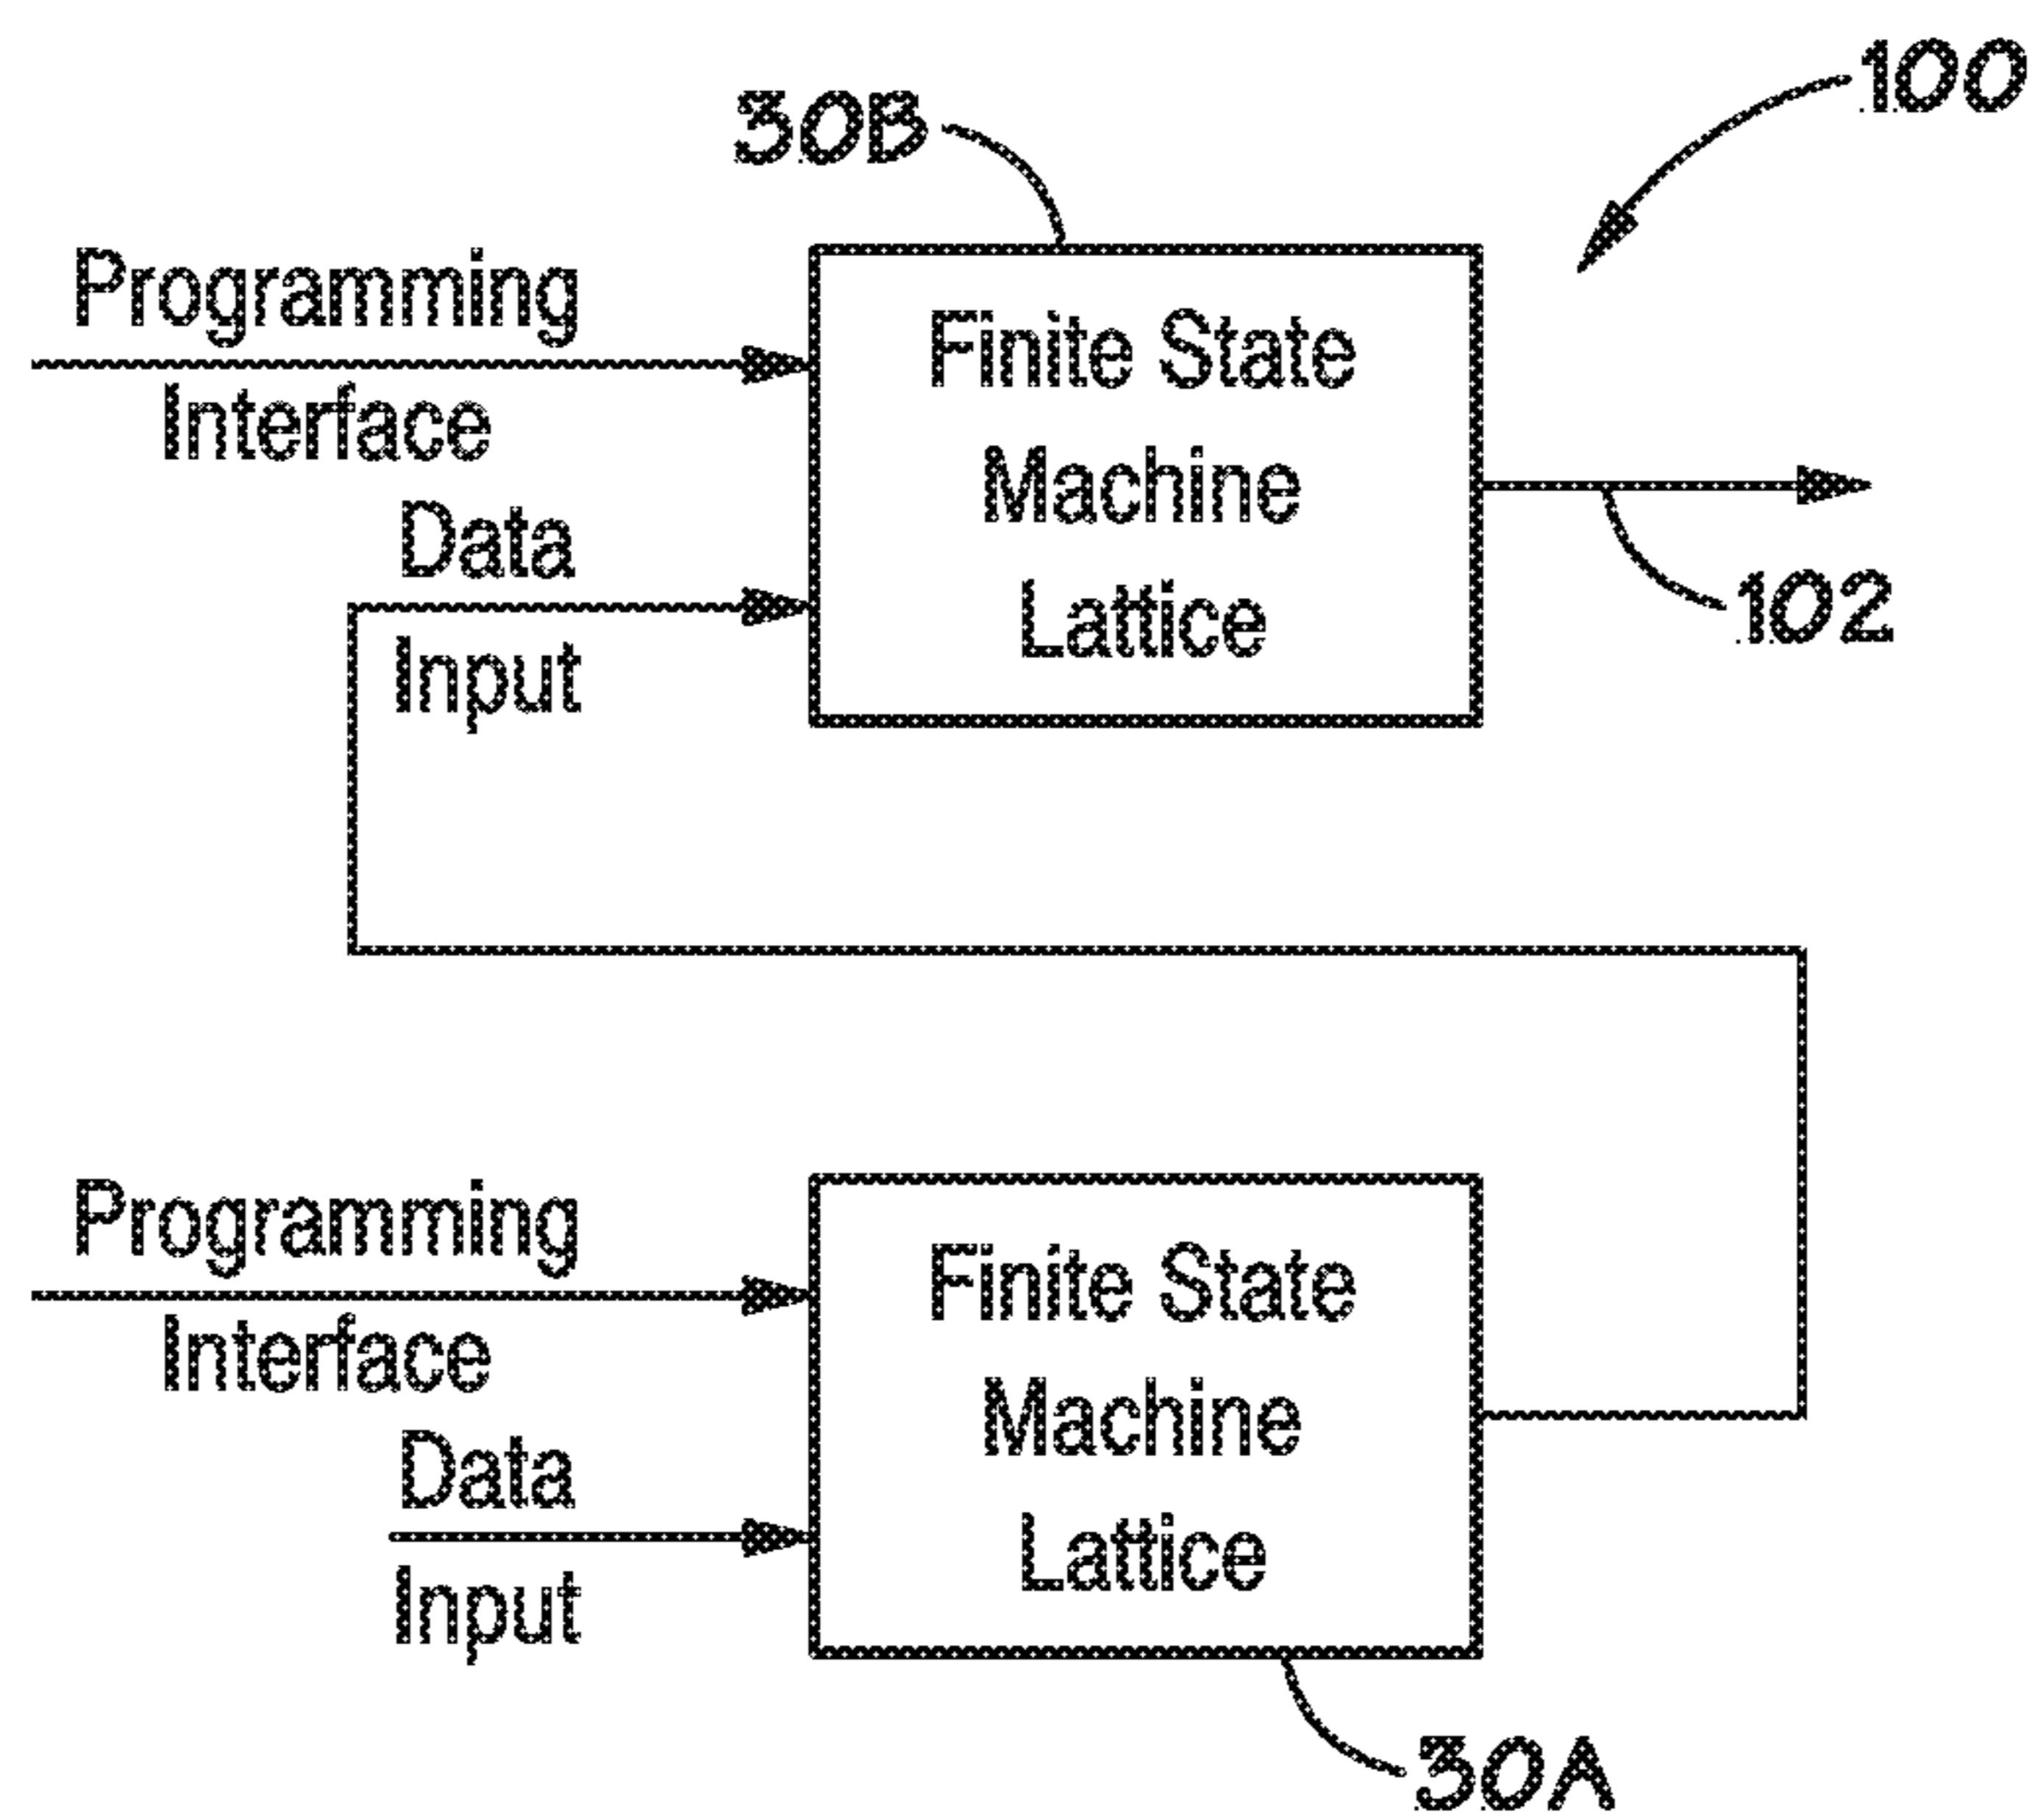 100
30B
Programming
Interface
Data
Input
Finite State
Machine
Lattice
102
Programming
Interface
Data
Input
Finite State
Machine
Lattice
30A